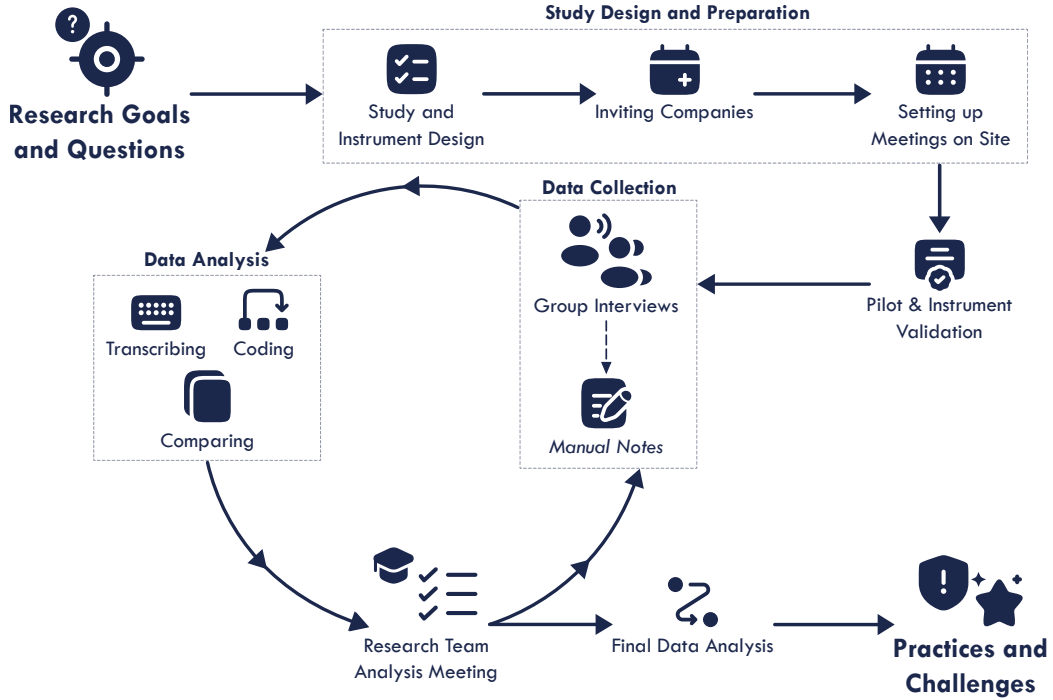 ?
Research Goals
and Questions
Study Design and Preparation
Study and
Instrument Design
Inviting Companies
Setting up
Meetings on Site
Pilot & Instrument
Validation
Data Collection
Group Interviews
Manual Notes
Data Analysis
Transcribing
Coding
Comparing
Research Team
Analysis Meeting
Final Data Analysis
!
Practices and
Challenges